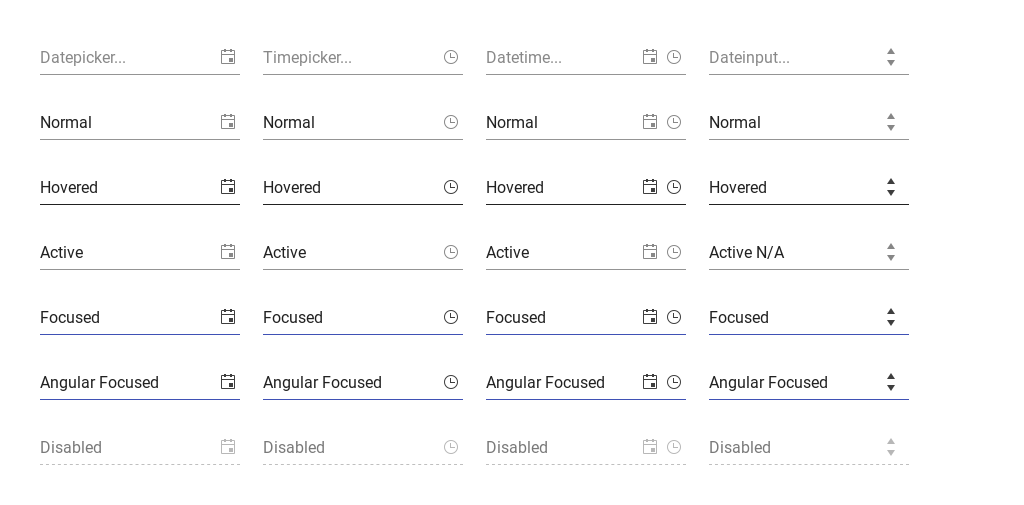 Datepicker... Timepicker... Datetime... Dateinput...
Normal Normal Normal Normal
Hovered Hovered Hovered Hovered
Active Active Active Active N/A
Focused Focused Focused Focused
Angular Focused Angular Focused Angular Focused Angular Focused
Disabled Disabled Disabled Disabled